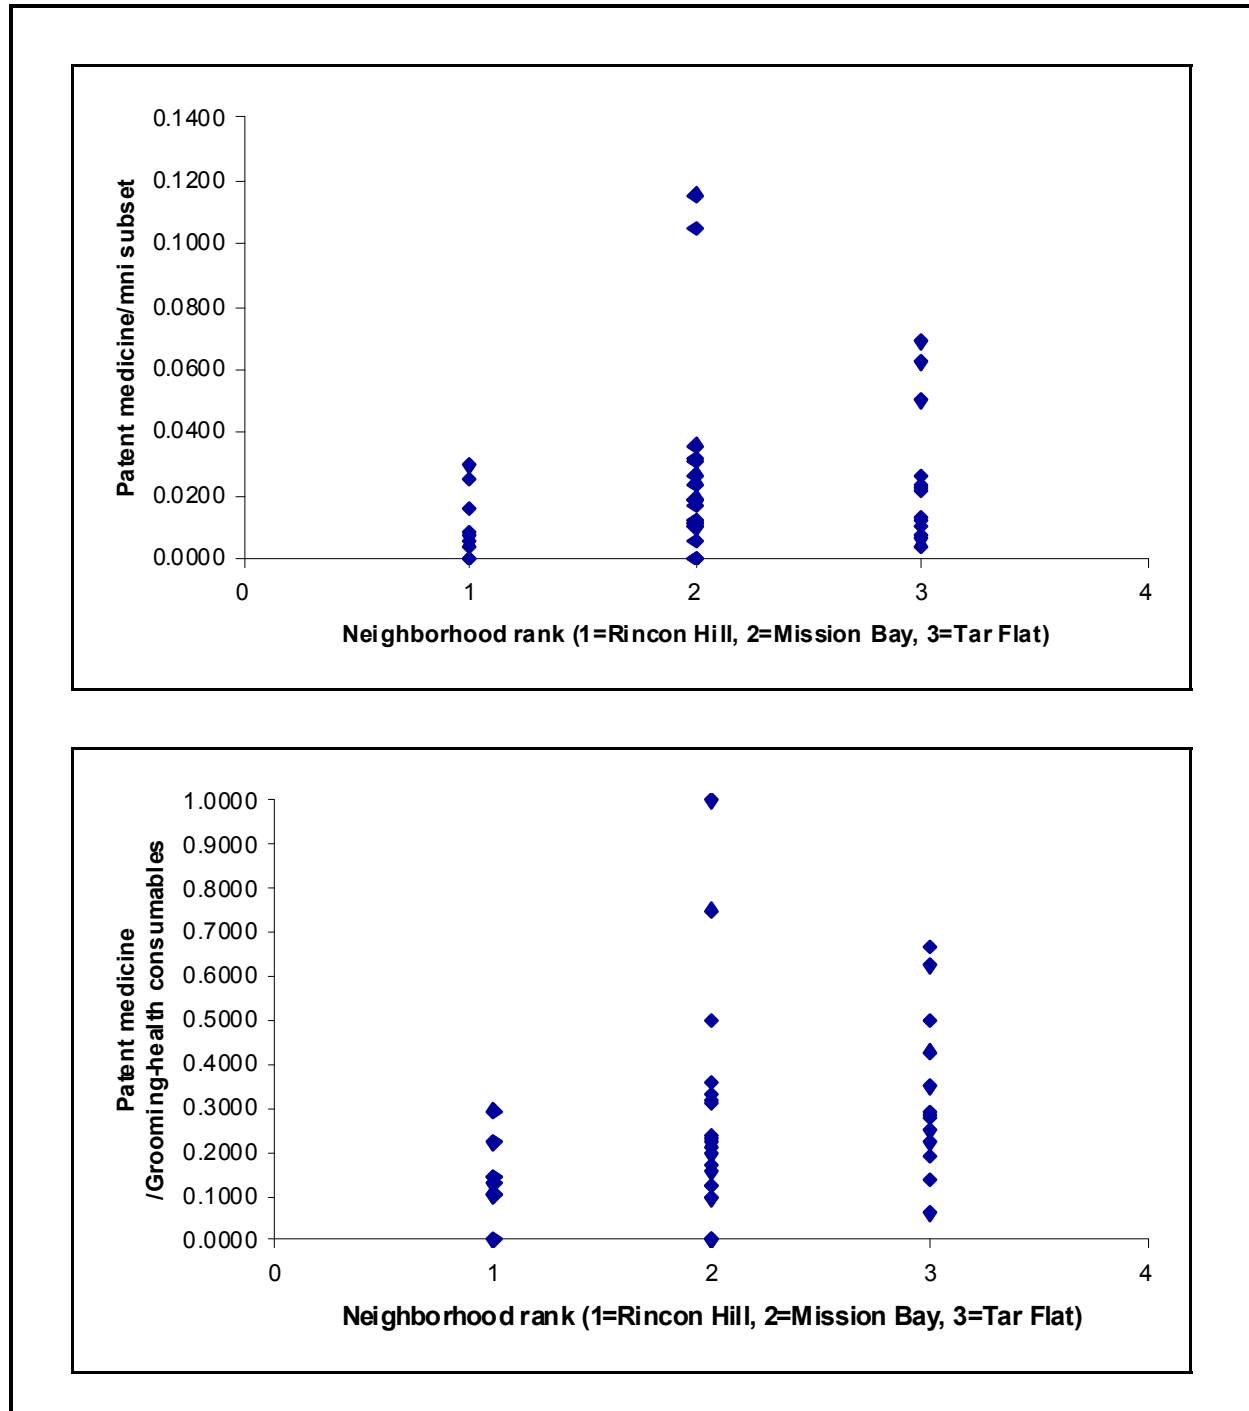 0.1400
0.1200
0.1000
0.0800
0.0600
0.0400
0.0200
0.0000
Patent medicine/mni subset
0 1 2 3 4
Neighborhood rank (1=Rincon Hill, 2=Mission Bay, 3=Tar Flat)
1.0000
0.9000
0.8000
0.7000
0.6000
0.5000
0.4000
0.3000
0.2000
0.1000
0.0000
Patent medicine
/Grooming-health consumables
0 1 2 3 4
Neighborhood rank (1=Rincon Hill, 2=Mission Bay, 3=Tar Flat)